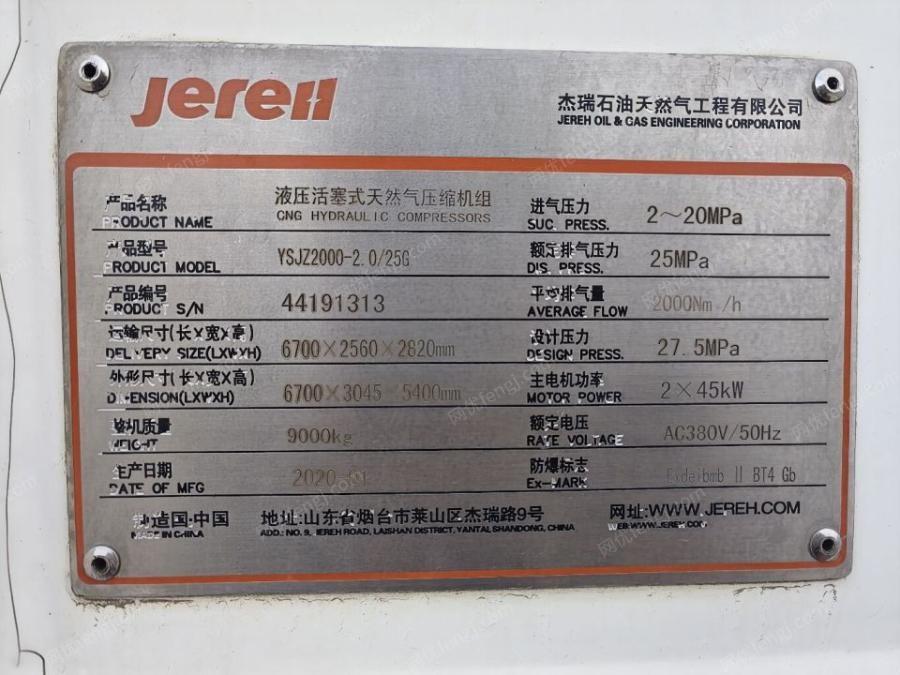 Jereh
杰瑞石油天然气工程有限公司
JEREH OIL & GAS ENGINEERING CORPORATION
产品名称 液压活塞式天然气压缩机组
PRODUCT NAME CNG HYDRAULIC COMPRESSORS
产品型号 YSJZ2000-2.0/25G
PRODUCT MODEL
产品编号 44191313
PRODUCT S/N
运输尺寸(长X宽X高) 6700×2560×2820mm
DELIVERY SIZE(LXWXH)
外形尺寸(长X宽X高) 6700×3045×5400mm
DIMENSION(LXWXH)
整机质量 9000kg
WEIGHT
生产日期 2020-01
DATE OF MFG
进气压力 2～20MPa
SUC. PRESS.
额定排气压力 25MPa
DIS. PRESS.
平均排气量 2000Nm³/h
AVERAGE FLOW
设计压力 27.5MPa
DESIGN PRESS.
主电机功率 2×45kW
MOTOR POWER
额定电压 AC380V/50Hz
RATE VOLTAGE
防爆标志 Exdeibmb II BT4 Gb
Ex-MARK
制造国:中国
MADE IN CHINA
地址:山东省烟台市莱山区杰瑞路9号
ADD.: NO. 9, JEREH ROAD, LAISHAN DISTRICT, YANTAI, SHANDONG, CHINA
网址:WWW.JEREH.COM
WEB:WWW.JEREH.COM